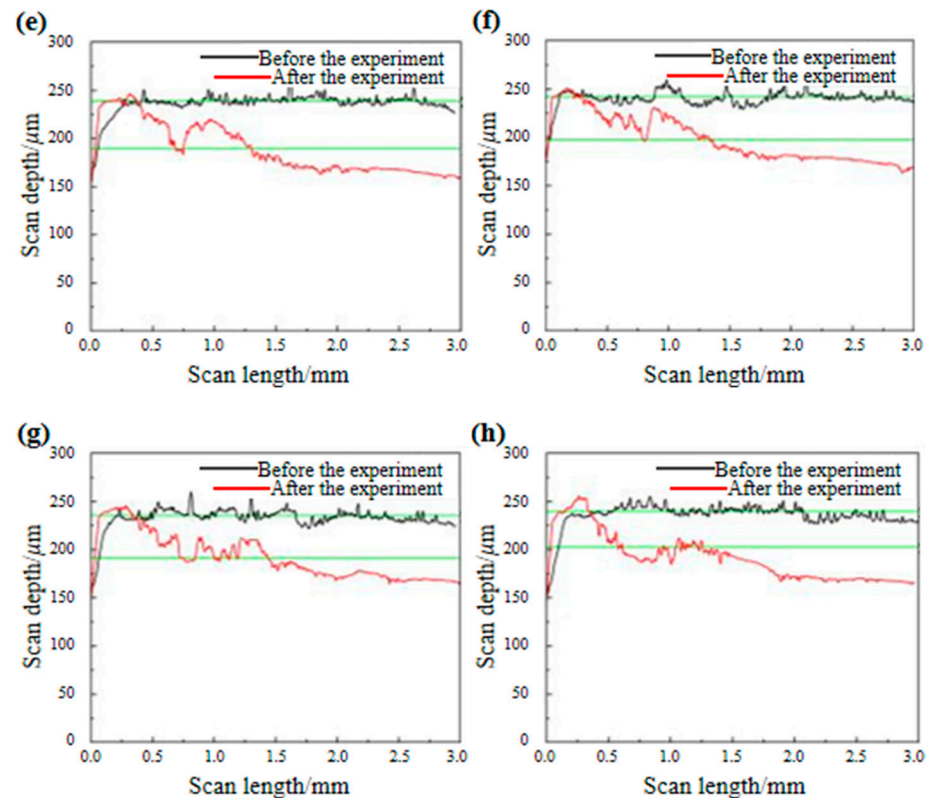 (e)
300
250
200
150
100
50
0
Scan depth/μm
Before the experiment
After the experiment
0.0 0.5 1.0 1.5 2.0 2.5 3.0
Scan length/mm
(f)
300
250
200
150
100
50
0
Scan depth/μm
Before the experiment
After the experiment
0.0 0.5 1.0 1.5 2.0 2.5 3.0
Scan length/mm
(g)
300
250
200
150
100
50
0
Scan depth/μm
Before the experiment
After the experiment
0.0 0.5 1.0 1.5 2.0 2.5 3.0
Scan length/mm
(h)
300
250
200
150
100
50
0
Scan depth/μm
Before the experiment
After the experiment
0.0 0.5 1.0 1.5 2.0 2.5 3.0
Scan length/mm